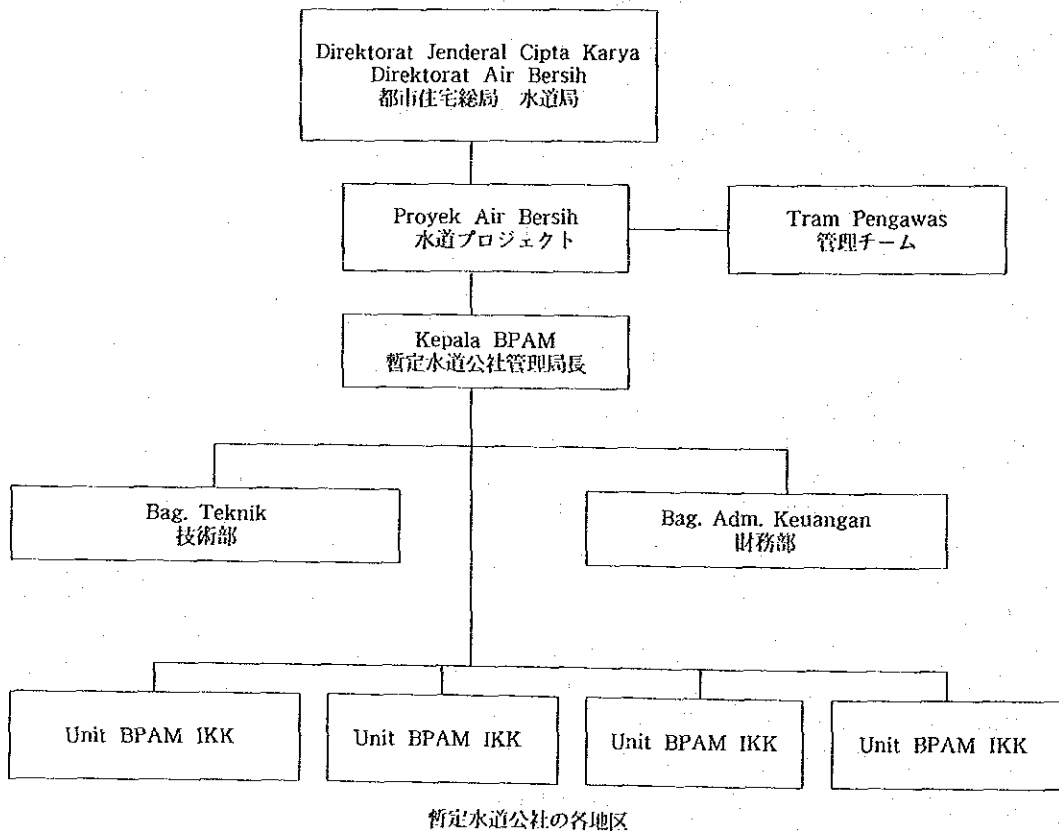 Direktorat Jenderal Cipta Karya
Direktorat Air Bersih
都市住宅総局 水道局
Proyek Air Bersih
水道プロジェクト
Tram Pengawas
管理チーム
Kepala BPAM
暫定水道公社管理局長
Bag. Teknik
技術部
Bag. Adm. Keuangan
財務部
Unit BPAM IKK
Unit BPAM IKK
Unit BPAM IKK
Unit BPAM IKK
暫定水道公社の各地区